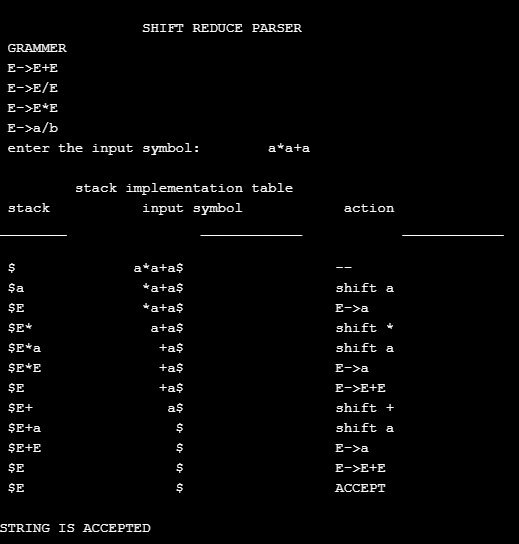 SHIFT REDUCE PARSER
GRAMMER
E->E+E
E->E/E
E->E*E
E->a/b
enter the input symbol: a*a+a
stack implementation table
stack input symbol action
$ a*a+a$ --
$a *a+a$ shift a
$E *a+a$ E->a
$E* a+a$ shift *
$E*a +a$ shift a
$E*E +a$ E->a
$E +a$ E->E+E
$E+ a$ shift +
$E+a $ shift a
$E+E $ E->a
$E $ E->E+E
$E $ ACCEPT
STRING IS ACCEPTED